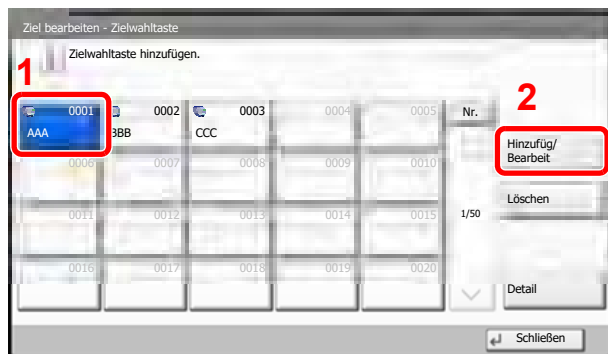 Ziel bearbeiten - Zielwahltaste
Zielwahltaste hinzufügen.
1
2
0001 0002 0003 0004 0005 Nr.
AAA BBB CCC
Hinzufüg/
Bearbeit
0006 0007 0008 0009 0010
Löschen
0011 0012 0013 0014 0015 1/50
0016 0017 0018 0019 0020
Detail
Schließen